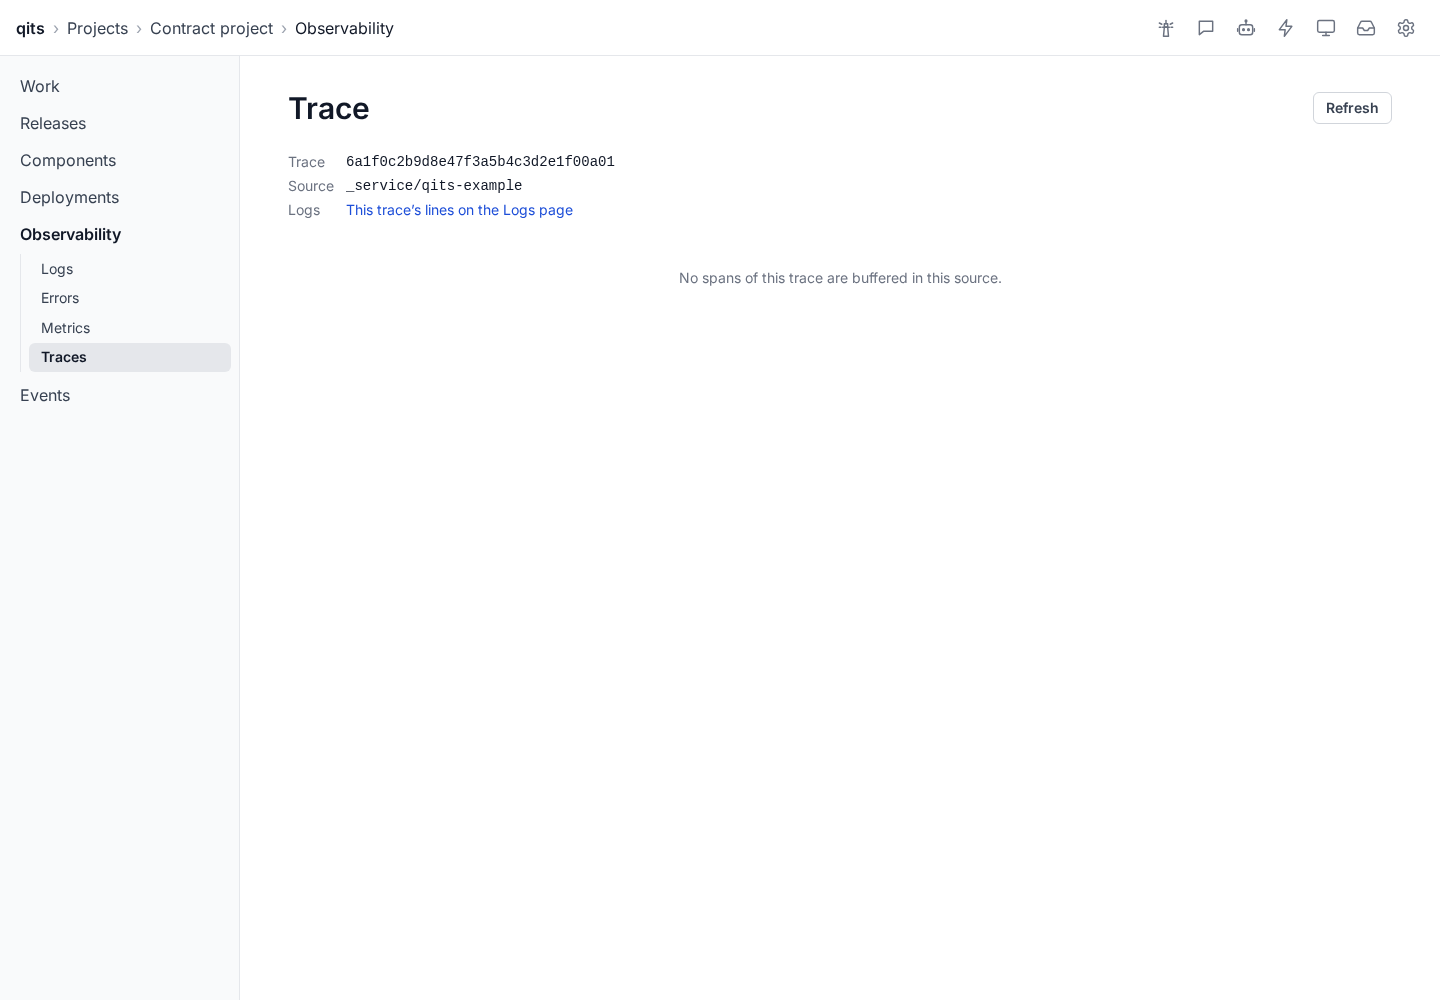 qits › Projects › Contract project › Observability
Work
Releases
Components
Deployments
Observability
Logs
Errors
Metrics
Traces
Events
Trace
Refresh
Trace 6a1f0c2b9d8e47f3a5b4c3d2e1f00a01
Source _service/qits-example
Logs This trace’s lines on the Logs page
No spans of this trace are buffered in this source.